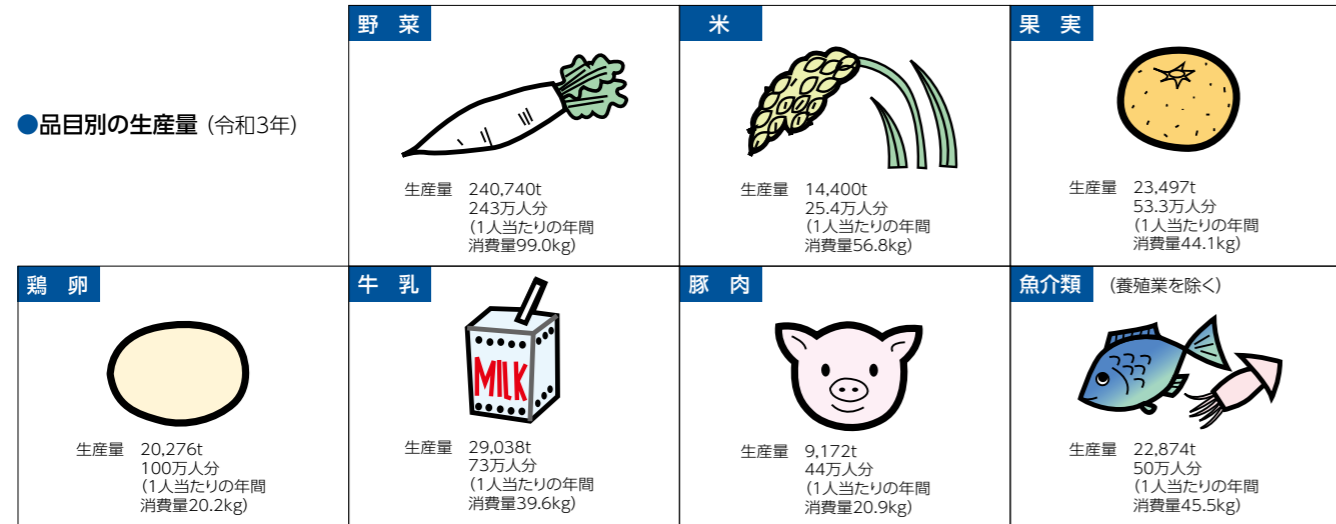 ●品目別の生産量 (令和3年)
野 菜
生産量 240,740t
243万人分
(1人当たりの年間
消費量99.0kg)
米
生産量 14,400t
25.4万人分
(1人当たりの年間
消費量56.8kg)
果 実
生産量 23,497t
53.3万人分
(1人当たりの年間
消費量44.1kg)
鶏 卵
生産量 20,276t
100万人分
(1人当たりの年間
消費量20.2kg)
牛 乳
MILK
生産量 29,038t
73万人分
(1人当たりの年間
消費量39.6kg)
豚 肉
生産量 9,172t
44万人分
(1人当たりの年間
消費量20.9kg)
魚介類 (養殖業を除く)
生産量 22,874t
50万人分
(1人当たりの年間
消費量45.5kg)